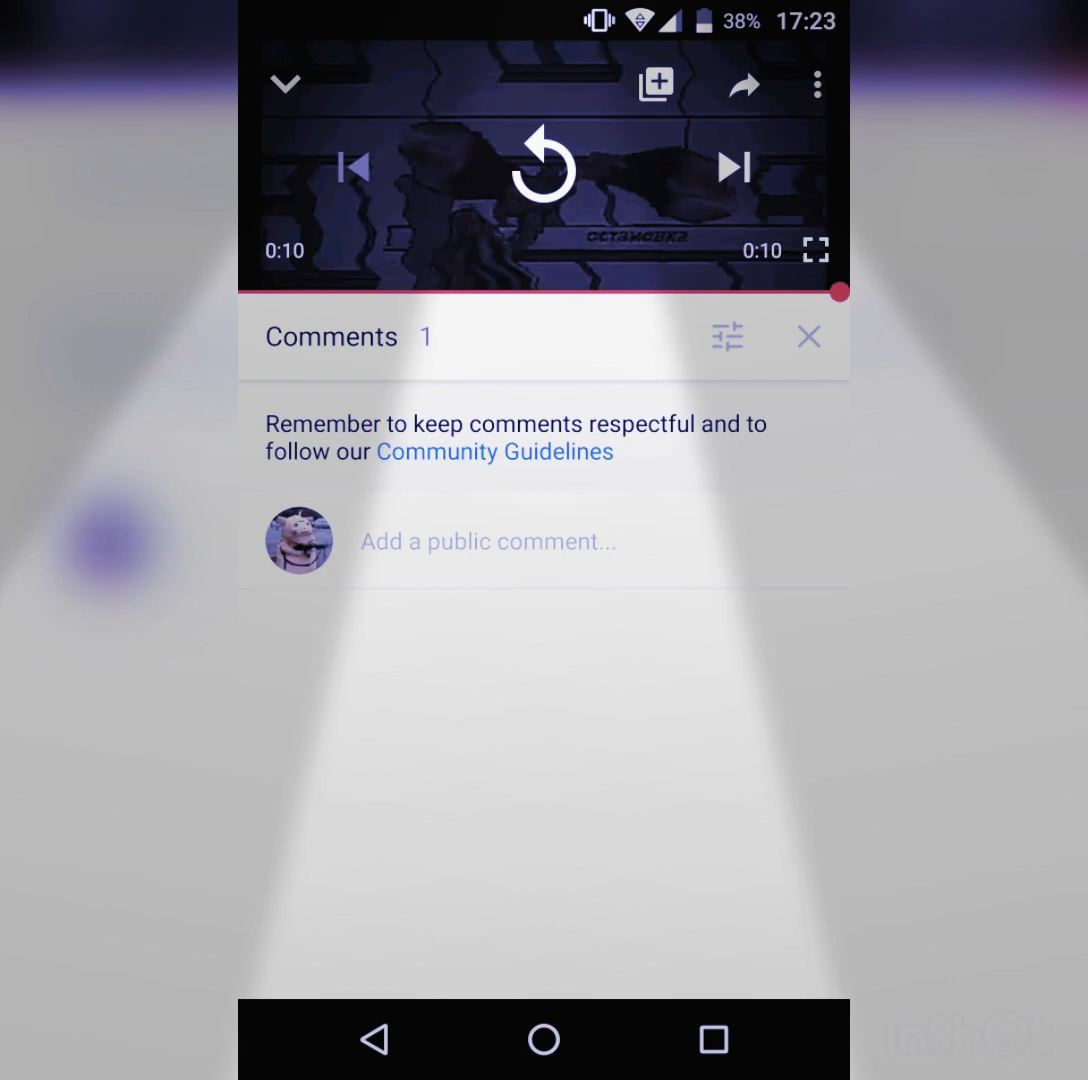 38% 17:23
остановка
0:10 0:10
Comments 1
Remember to keep comments respectful and to
follow our Community Guidelines
Add a public comment...
InShOt